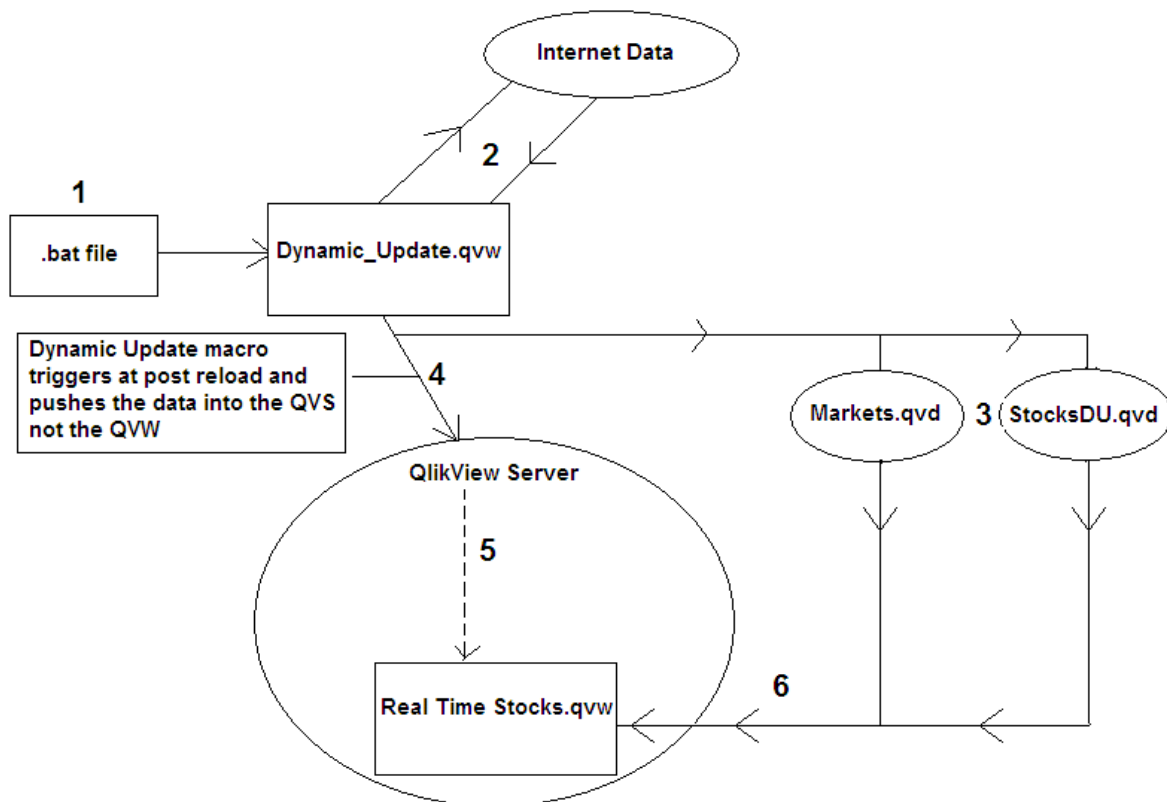 Internet Data
2
1
.bat file
Dynamic_Update.qvw
Dynamic Update macro
triggers at post reload and
pushes the data into the QVS
not the QVW
4
Markets.qvd
3
StocksDU.qvd
QlikView Server
5
Real Time Stocks.qvw
6